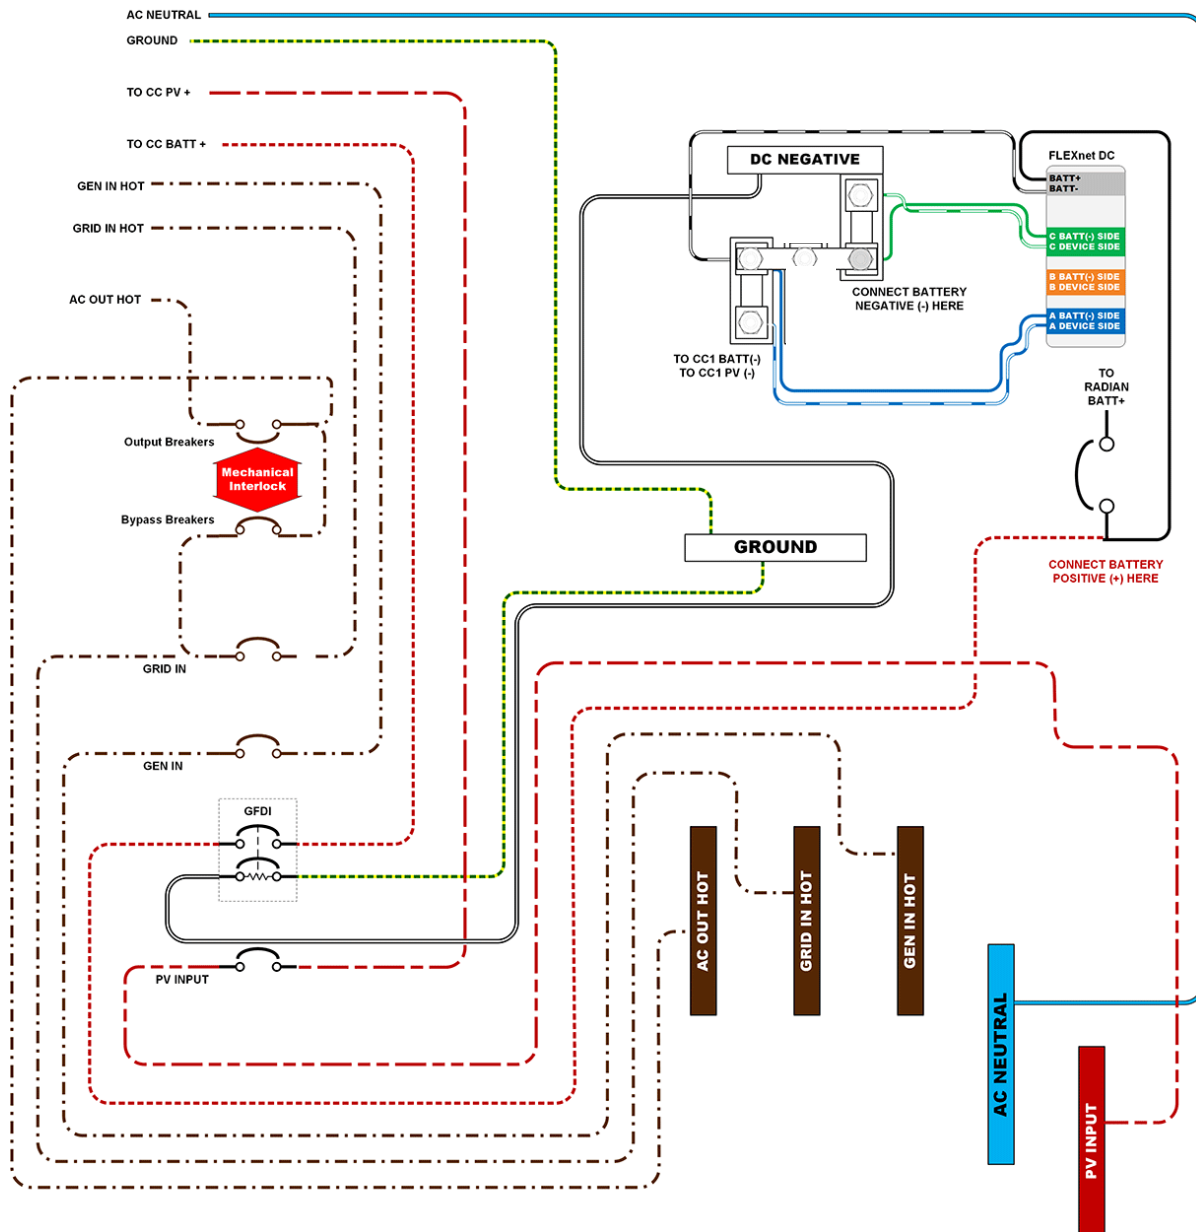 AC NEUTRAL
GROUND
TO CC PV +
TO CC BATT +
GEN IN HOT
GRID IN HOT
AC OUT HOT
Output Breakers
Mechanical
Interlock
Bypass Breakers
GRID IN
GEN IN
GFDI
PV INPUT
DC NEGATIVE
FLEXnet DC
BATT+
BATT-
C BATT(-) SIDE
C DEVICE SIDE
B BATT(-) SIDE
B DEVICE SIDE
A BATT(-) SIDE
A DEVICE SIDE
CONNECT BATTERY
NEGATIVE (-) HERE
TO CC1 BATT(-)
TO CC1 PV (-)
TO
RADIAN
BATT+
GROUND
CONNECT BATTERY
POSITIVE (+) HERE
AC OUT HOT
GRID IN HOT
GEN IN HOT
AC NEUTRAL
PV INPUT